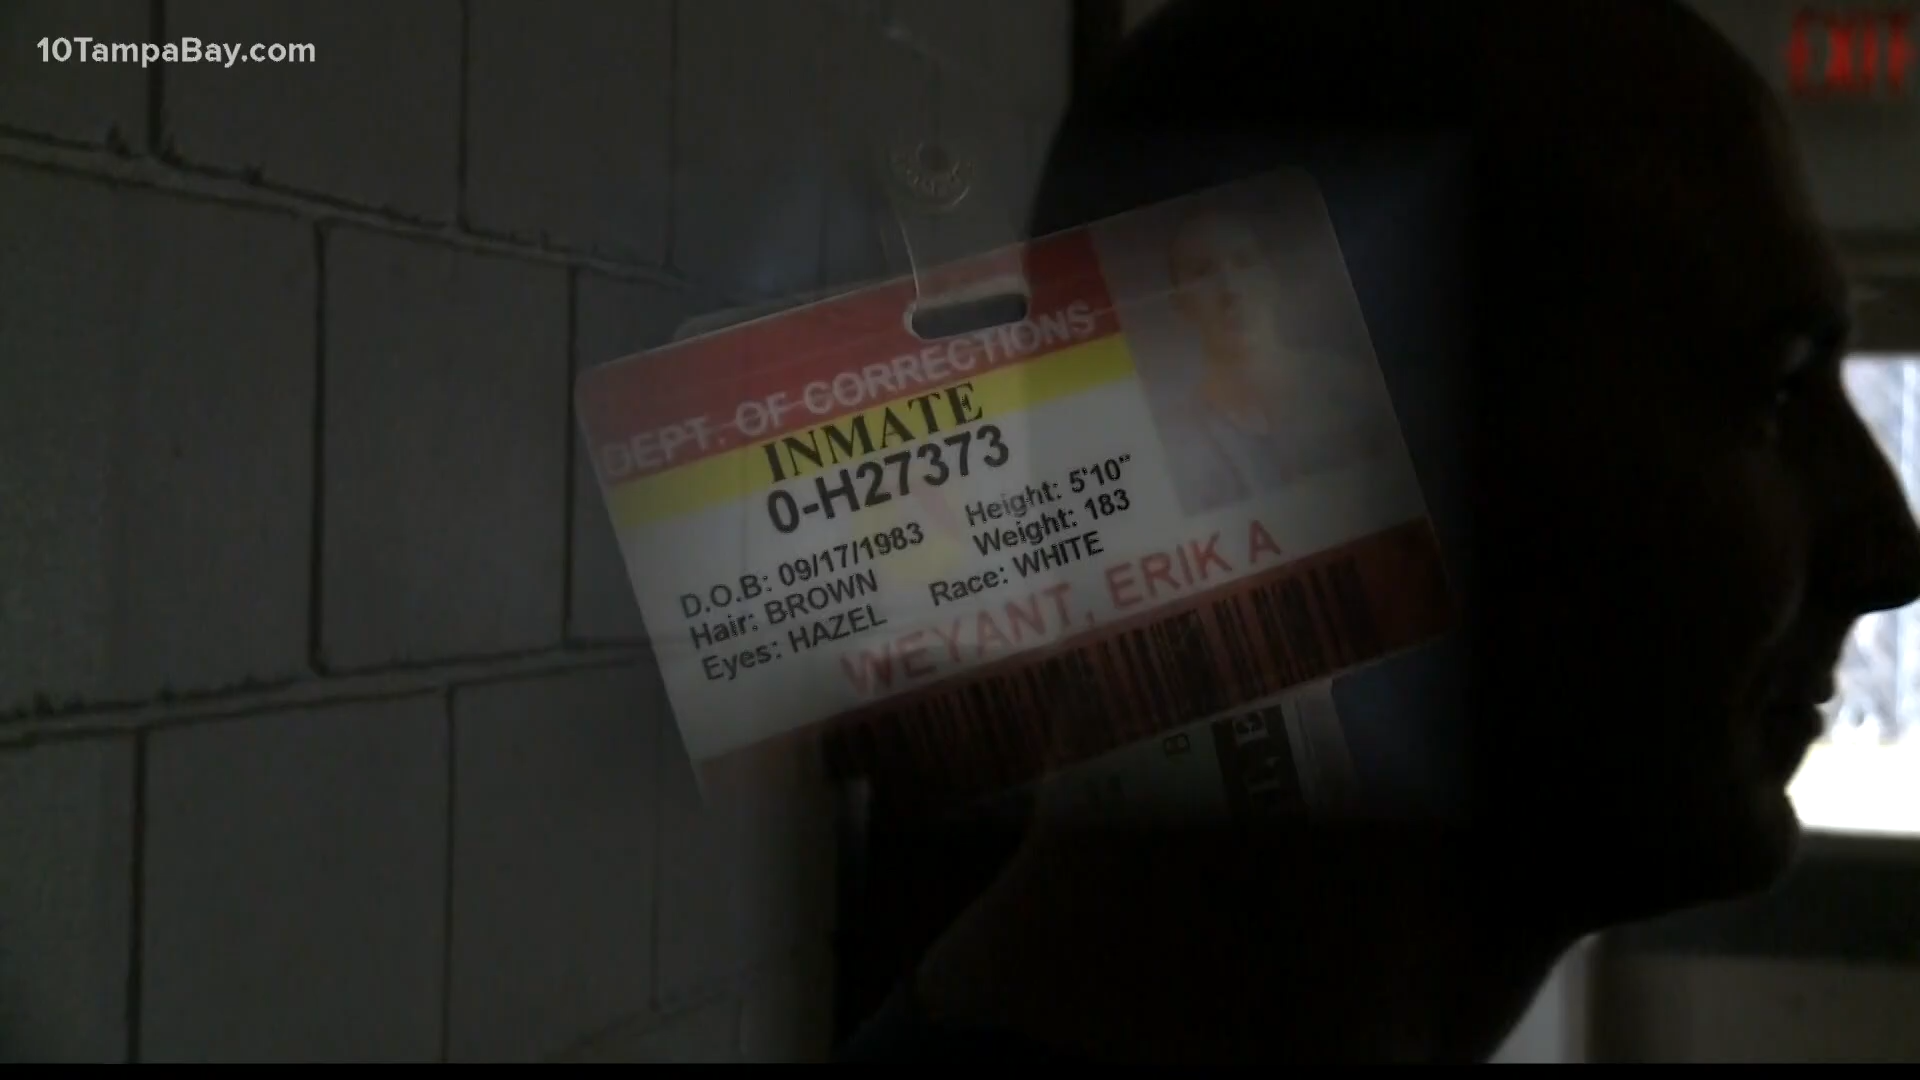 10TampaBay.com
EXIT
DEPT. OF CORRECTIONS
INMATE
0-H27373
D.O.B: 09/17/1983
Height: 5'10"
Hair: BROWN
Weight: 183
Eyes: HAZEL
Race: WHITE
WEYANT, ERIK A